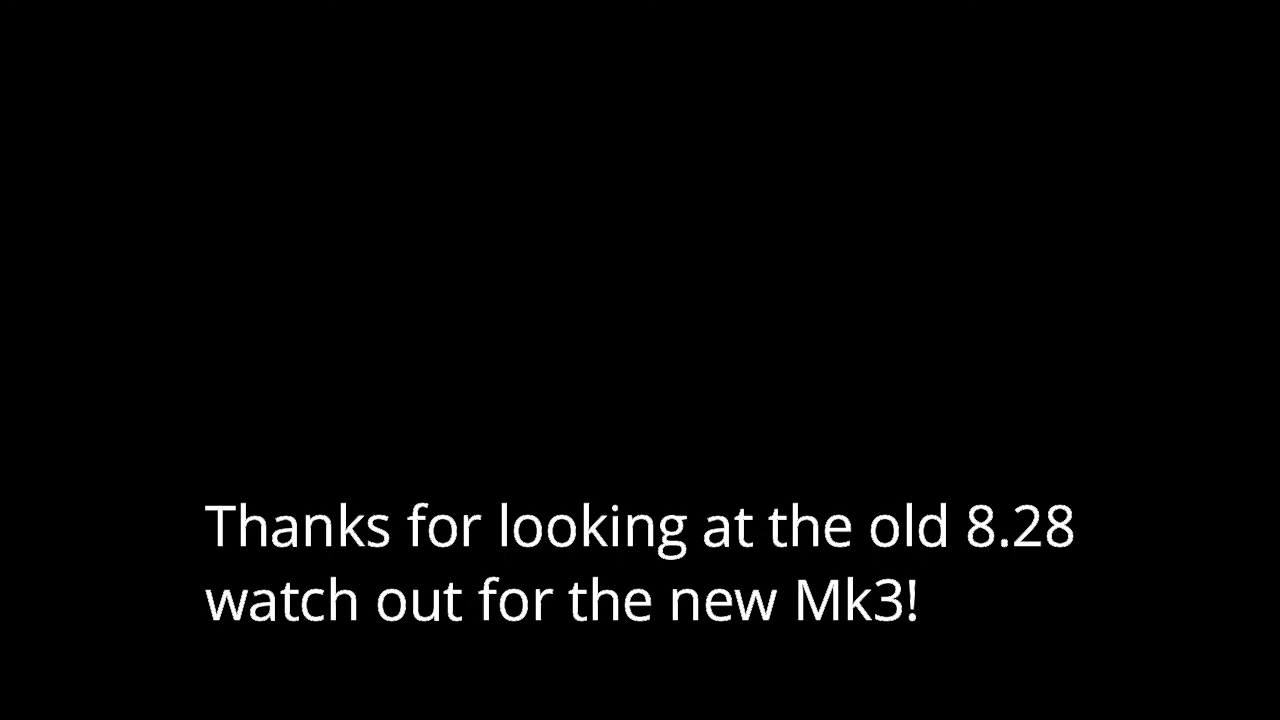 Thanks for looking at the old 8.28
watch out for the new Mk3!